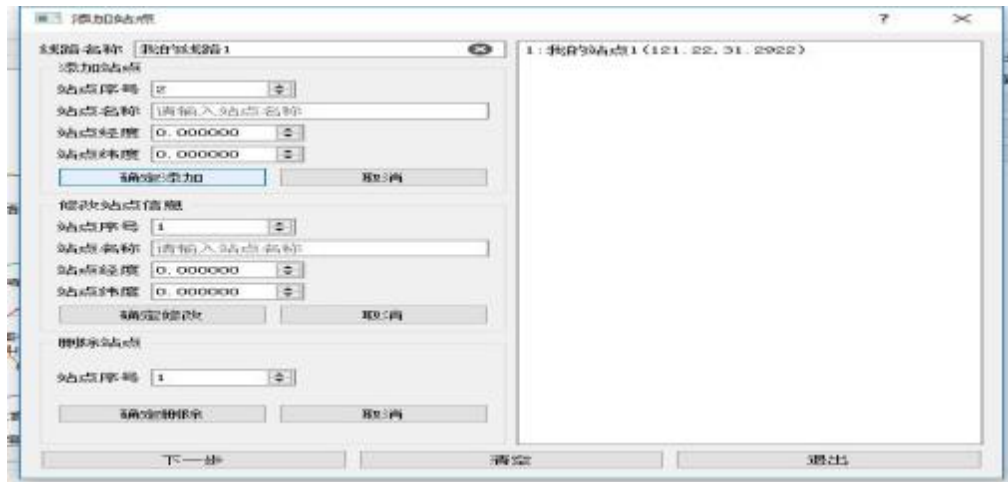 添加站点
?
线路名称 我的线路1
添加站点
站点序号 2
站点名称 请输入站点名称
站点经度 0.000000
站点纬度 0.000000
确定添加 取消
修改站点信息
站点序号 1
站点名称 请输入站点名称
站点经度 0.000000
站点纬度 0.000000
确定修改 取消
删除站点
站点序号 1
确定删除 取消
1:我的站点1(121.22,31.2922)
下一步 清空 退出